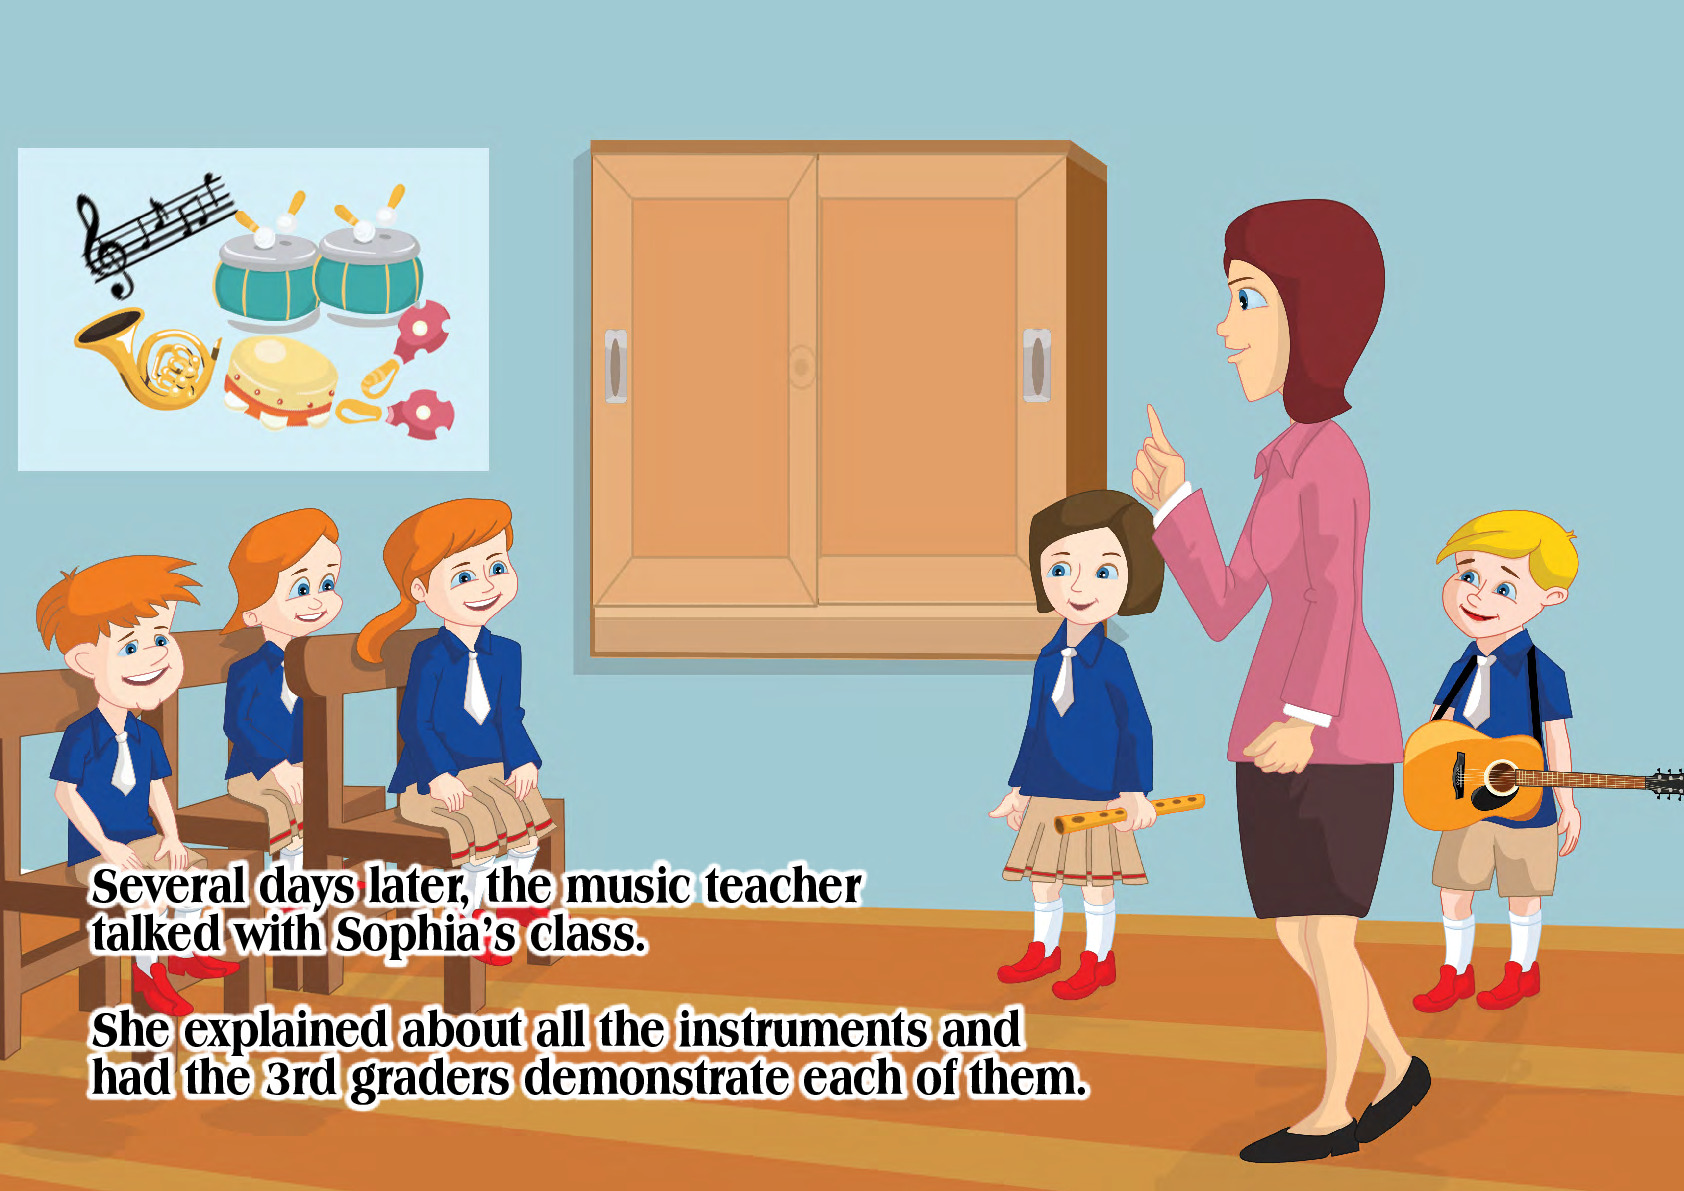 Several days later, the music teacher
talked with Sophia's class.
She explained about all the instruments and
had the 3rd graders demonstrate each of them.